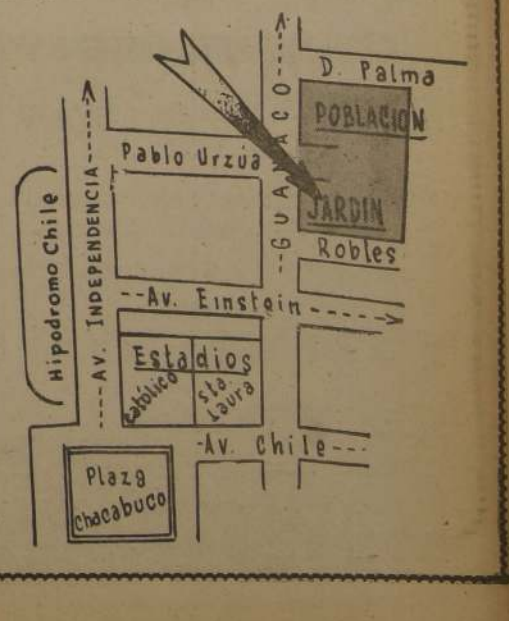 D. Palma
POBLACION
GUANACO
Pablo Urzúa
JARDIN
Robles
Hipodromo Chile
AV. INDEPENDENCIA
Av. Einstein
Estadios
católico
sta. Laura
Av. Chile
Plaza
Chacabuco